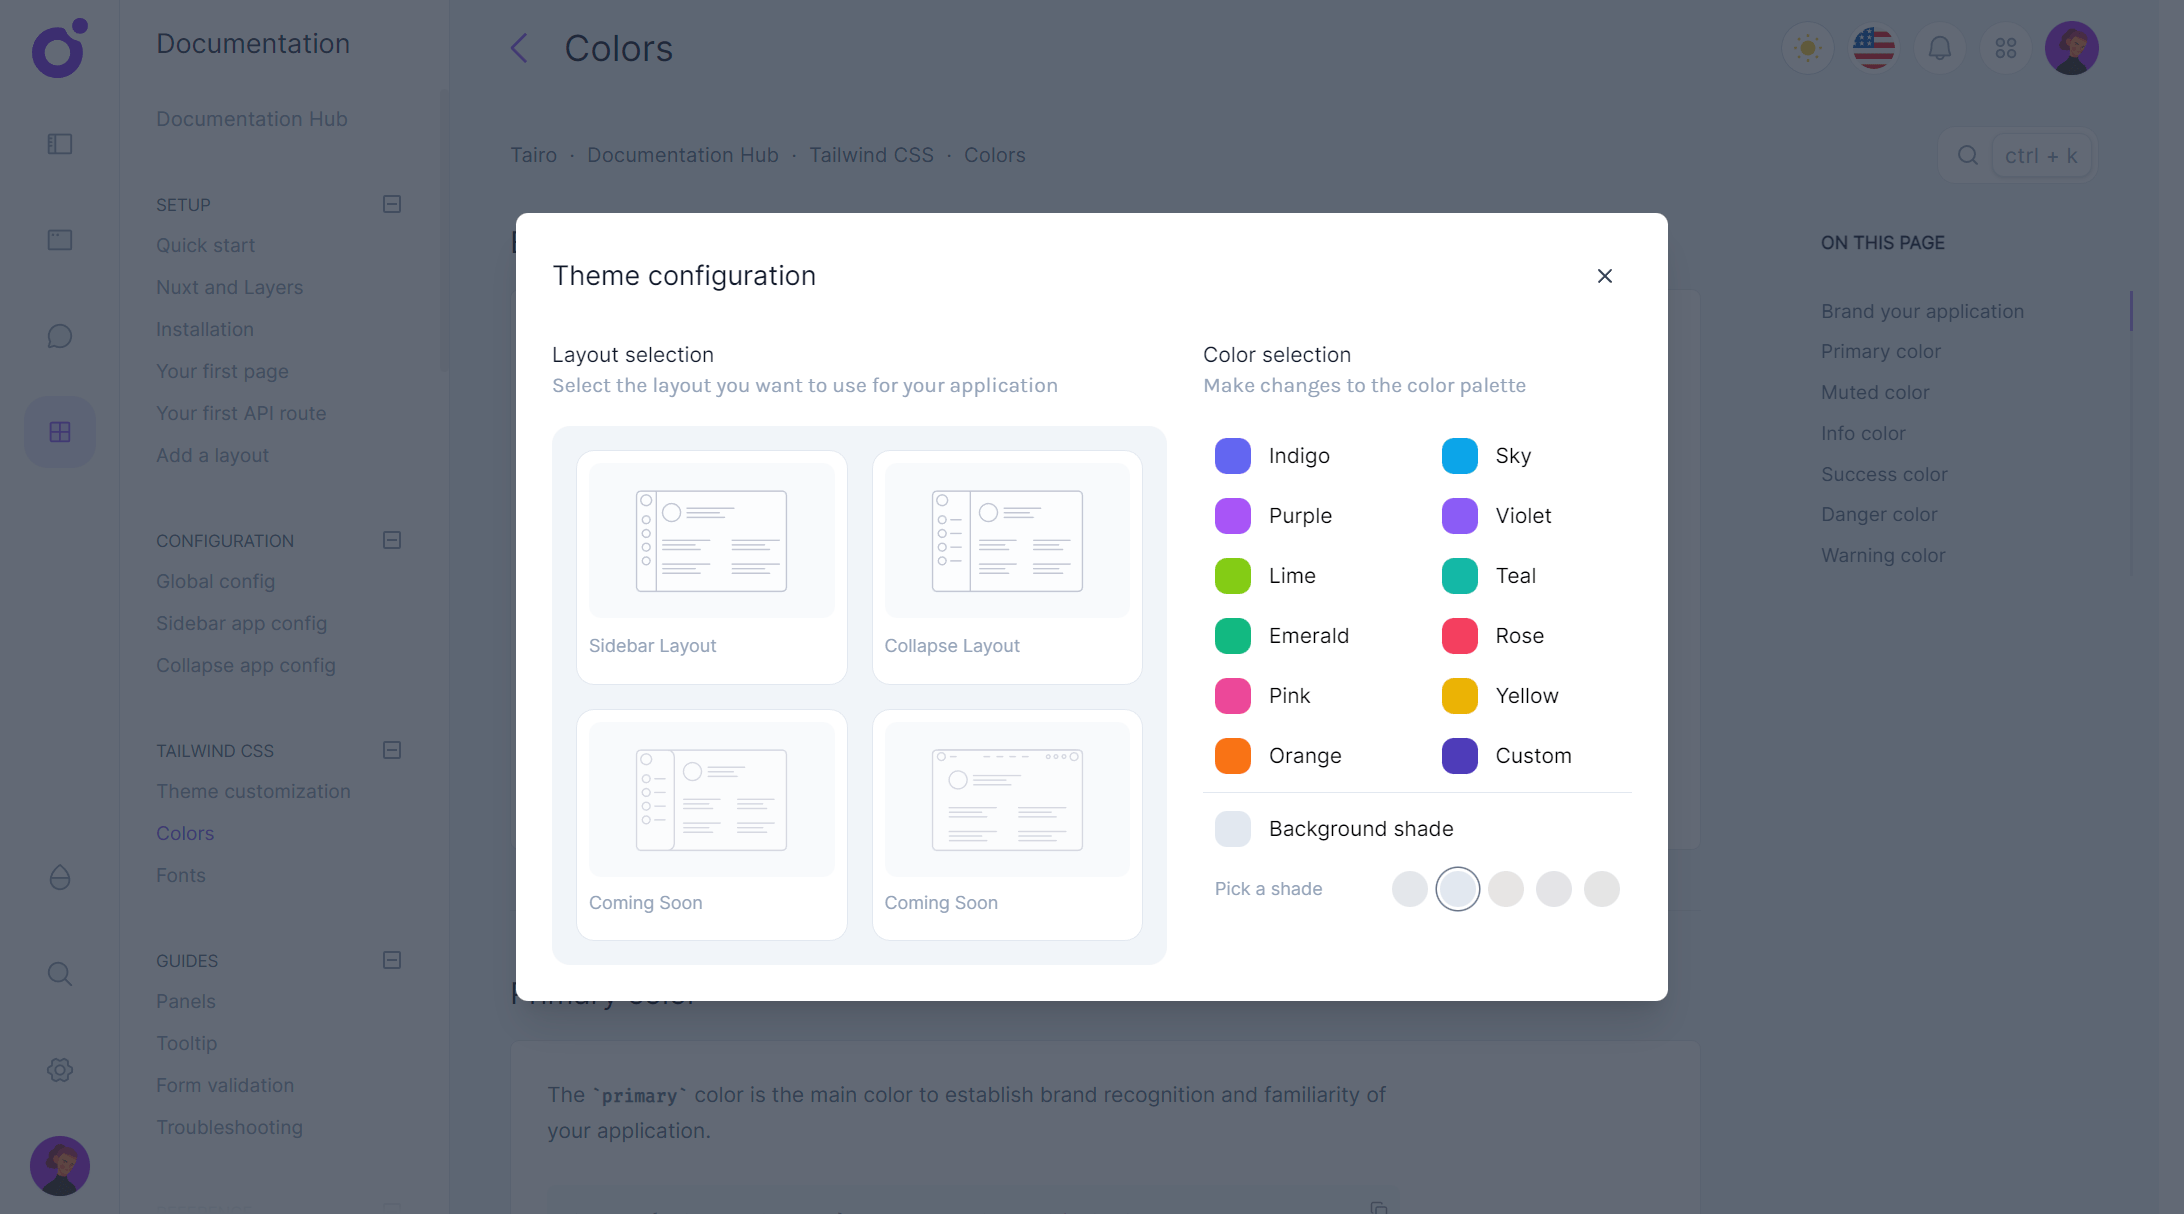 Documentation
Documentation Hub
SETUP
Quick start
Nuxt and Layers
Installation
Your first page
Your first API route
Add a layout
CONFIGURATION
Global config
Sidebar app config
Collapse app config
TAILWIND CSS
Theme customization
Colors
Fonts
GUIDES
Panels
Tooltip
Form validation
Troubleshooting
Colors
Tairo · Documentation Hub · Tailwind CSS · Colors
ctrl + k
Theme configuration
Layout selection
Select the layout you want to use for your application
Sidebar Layout
Collapse Layout
Coming Soon
Coming Soon
Color selection
Make changes to the color palette
Indigo
Sky
Purple
Violet
Lime
Teal
Emerald
Rose
Pink
Yellow
Orange
Custom
Background shade
Pick a shade
Primary color
The `primary` color is the main color to establish brand recognition and familiarity of
your application.
ON THIS PAGE
Brand your application
Primary color
Muted color
Info color
Success color
Danger color
Warning color